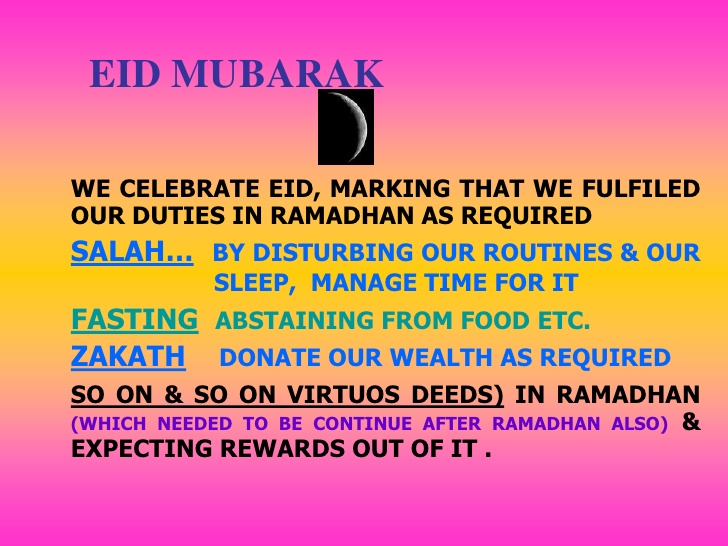 EID MUBARAK
WE CELEBRATE EID, MARKING THAT WE FULFILED
OUR DUTIES IN RAMADHAN AS REQUIRED
SALAH... BY DISTURBING OUR ROUTINES & OUR
SLEEP, MANAGE TIME FOR IT
FASTING ABSTAINING FROM FOOD ETC.
ZAKATH DONATE OUR WEALTH AS REQUIRED
SO ON & SO ON VIRTUOS DEEDS) IN RAMADHAN
(WHICH NEEDED TO BE CONTINUE AFTER RAMADHAN ALSO) &
EXPECTING REWARDS OUT OF IT .